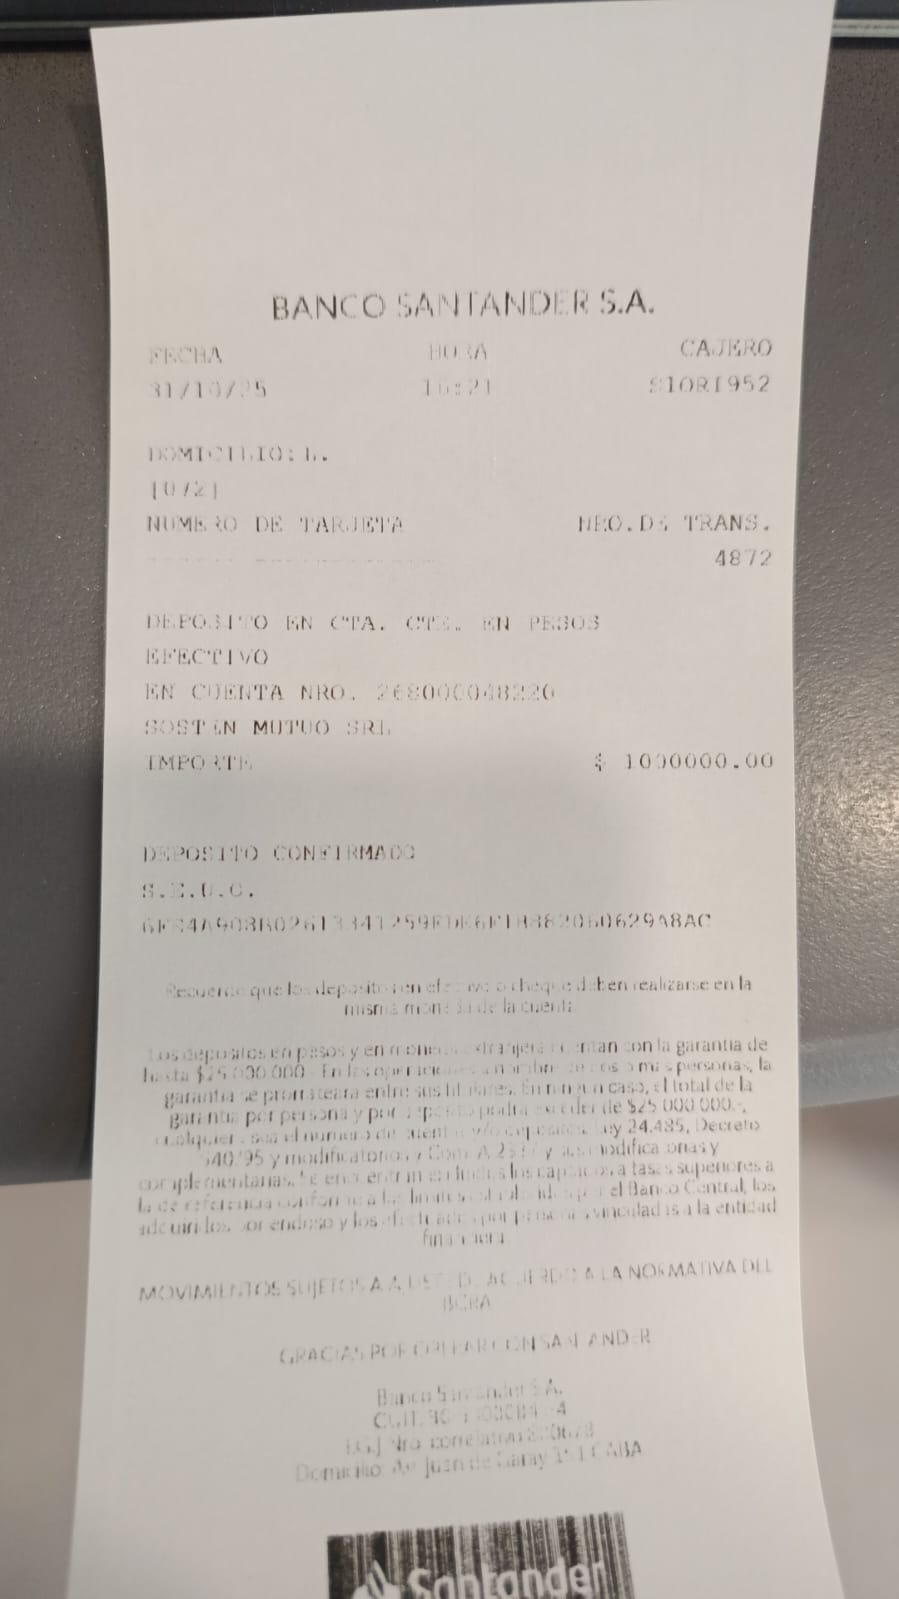 BANCO SANTANDER S.A.
FECHA HORA CAJERO
31/10/25 16:21 S1ORI952
DOMICILIO: L.
[072]
NUMERO DE TARJETA NRO.DE TRANS.
4872
DEPOSITO EN CTA. CTE. EN PESOS
EFECTIVO
EN CUENTA NRO. 268000048220
SOSTEN MUTUO SRL
IMPORTE $ 1000000.00
DEPOSITO CONFIRMADO
S.E.U.O.
Recuerde que los depositos en efectivo o cheque deben realizarse en la
misma moneda de la cuenta
Los depositos en pesos y en moneda extranjera cuentan con la garantia de
hasta $25.000.000.- En las operaciones a nombre de dos o mas personas, la
garantia se prorrateara entre sus titulares. En ningun caso, el total de la
garantia por persona y por deposito podra exceder de $25.000.000.-,
cualquier sea el numero de cuentas y/o depositos. Ley 24.485, Decreto
540/95 y modificatorios y Com. A y sus modificatorias y
complementarias. Se encuentran excluidos los captados a tasas superiores a
la de referencia conforme a los limites establecidos por el Banco Central, los
adquiridos por endoso y los efectuados por personas vinculadas a la entidad
financiera
MOVIMIENTOS SUJETOS A AJUSTE DE ACUERDO A LA NORMATIVA DEL
BCRA
GRACIAS POR OPERAR CON SANTANDER
Banco Santander S.A.
CUIT:
I.G.J Nro. correlativo
Domicilio: Av Juan de Garay 151 CABA
Santander